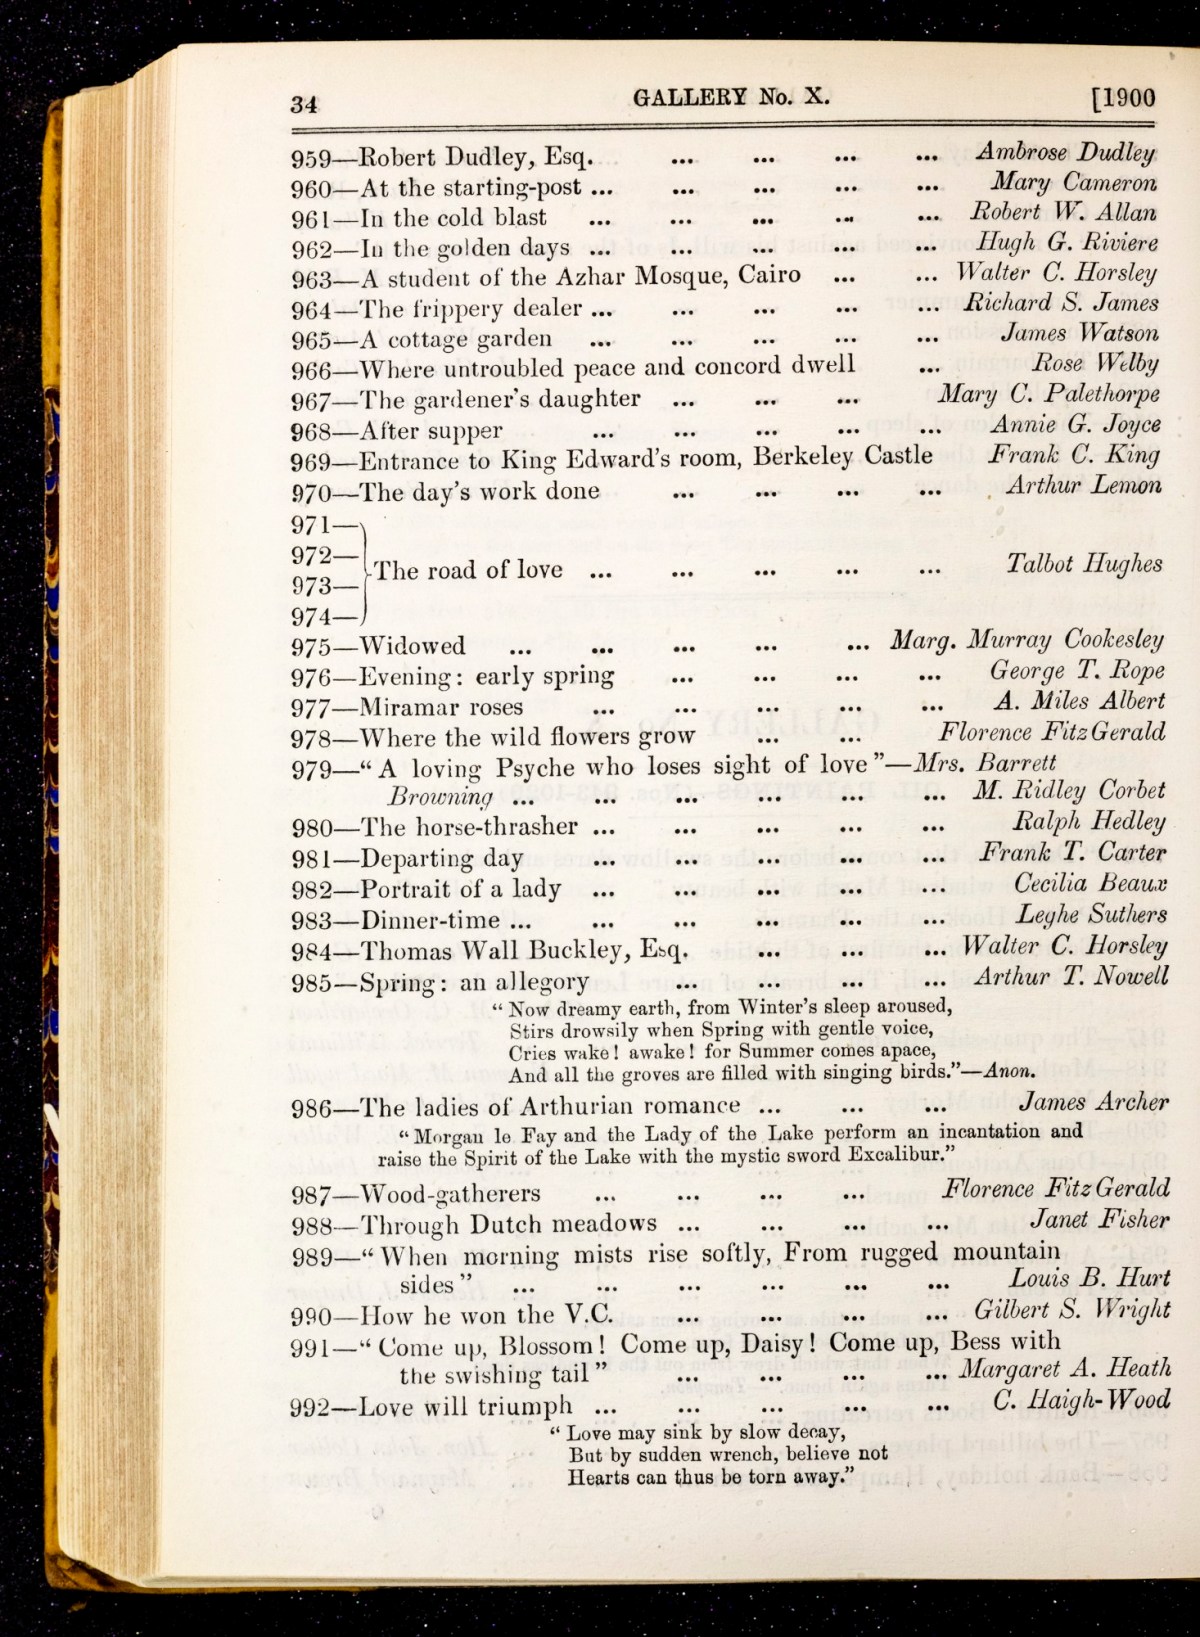 34 GALLERY No. X. [1900
959—Robert Dudley, Esq. ... ... ... ... Ambrose Dudley
960—At the starting-post ... ... ... ... ... Mary Cameron
961—In the cold blast ... ... ... ... ... Robert W. Allan
962—In the golden days ... ... ... ... ... Hugh G. Riviere
963—A student of the Azhar Mosque, Cairo ... ... Walter C. Horsley
964—The frippery dealer ... ... ... ... ... Richard S. James
965—A cottage garden ... ... ... ... ... James Watson
966—Where untroubled peace and concord dwell ... Rose Welby
967—The gardener's daughter ... ... ... Mary C. Palethorpe
968—After supper ... ... ... ... ... Annie G. Joyce
969—Entrance to King Edward's room, Berkeley Castle Frank C. King
970—The day's work done ... ... ... ... Arthur Lemon
971—
972—
973—
974—
The road of love ... ... ... ... ... Talbot Hughes
975—Widowed ... ... ... ... ... Marg. Murray Cookesley
976—Evening: early spring ... ... ... ... George T. Rope
977—Miramar roses ... ... ... ... ... A. Miles Albert
978—Where the wild flowers grow ... ... Florence FitzGerald
979—“ A loving Psyche who loses sight of love ”—Mrs. Barrett
Browning ... ... ... ... ... ... M. Ridley Corbet
980—The horse-thrasher ... ... ... ... ... Ralph Hedley
981—Departing day ... ... ... ... ... Frank T. Carter
982—Portrait of a lady ... ... ... ... ... Cecilia Beaux
983—Dinner-time ... ... ... ... ... ... Leghe Suthers
984—Thomas Wall Buckley, Esq. ... ... ... Walter C. Horsley
985—Spring: an allegory ... ... ... ... Arthur T. Nowell
“ Now dreamy earth, from Winter's sleep aroused,
Stirs drowsily when Spring with gentle voice,
Cries wake! awake! for Summer comes apace,
And all the groves are filled with singing birds.”—Anon.
986—The ladies of Arthurian romance ... ... ... James Archer
“ Morgan le Fay and the Lady of the Lake perform an incantation and
raise the Spirit of the Lake with the mystic sword Excalibur.”
987—Wood-gatherers ... ... ... ... Florence FitzGerald
988—Through Dutch meadows ... ... ... ... Janet Fisher
989—“ When morning mists rise softly, From rugged mountain
sides ” ... ... ... ... ... ... Louis B. Hurt
990—How he won the V.C. ... ... ... ... Gilbert S. Wright
991—“ Come up, Blossom! Come up, Daisy! Come up, Bess with
the swishing tail ” ... ... ... ... Margaret A. Heath
992—Love will triumph ... ... ... ... ... C. Haigh-Wood
“ Love may sink by slow decay,
But by sudden wrench, believe not
Hearts can thus be torn away.”